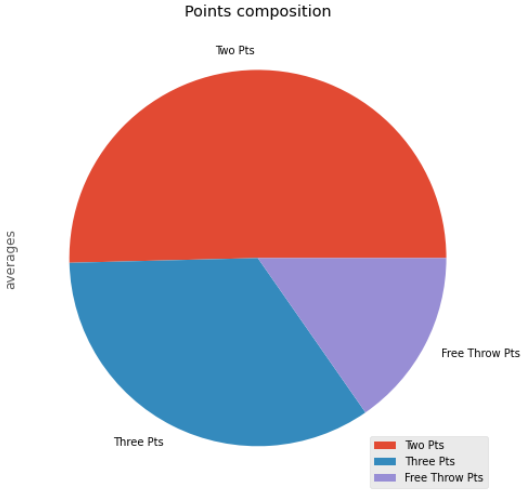 Points composition
Two Pts
averages
Free Throw Pts
Three Pts
Two Pts
Three Pts
Free Throw Pts